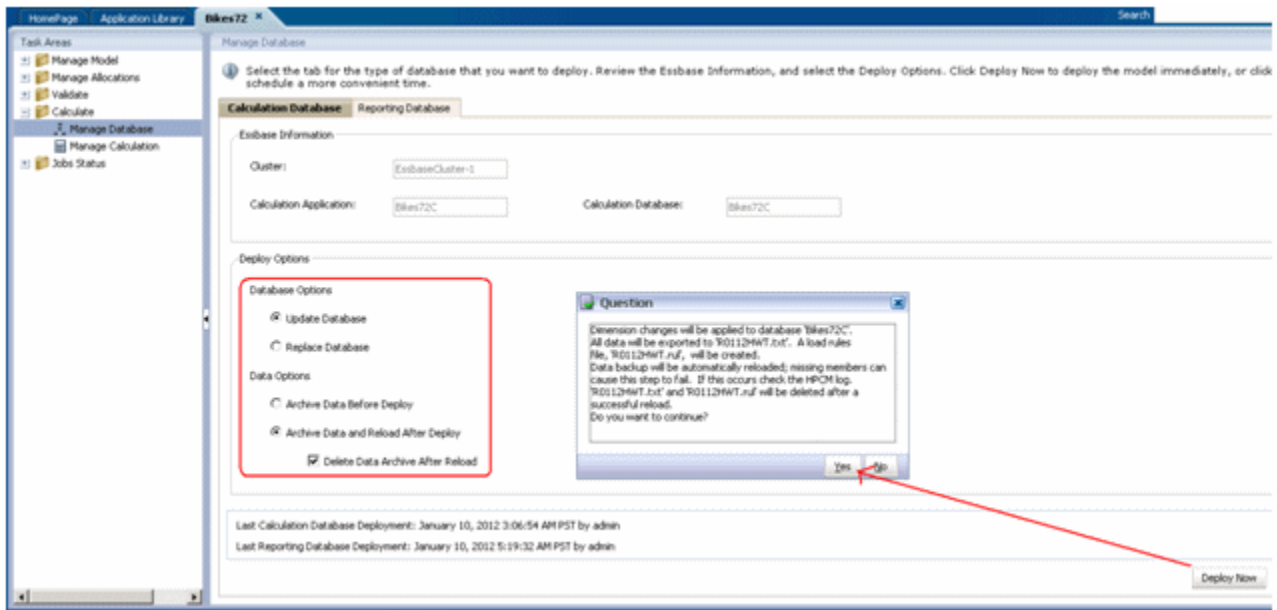 HomePage Application Library Bikes72 Search
Task Areas
Manage Model
Manage Allocations
Validate
Calculate
Manage Database
Manage Calculation
Jobs Status
Manage Database
Select the tab for the type of database that you want to deploy. Review the Essbase Information, and select the Deploy Options. Click Deploy Now to deploy the model immediately, or click
schedule a more convenient time.
Calculation Database Reporting Database
Essbase Information
Cluster: EssbaseCluster-1
Calculation Application: Bikes72C Calculation Database: Bikes72C
Deploy Options
Database Options
Update Database
Replace Database
Data Options
Archive Data Before Deploy
Archive Data and Reload After Deploy
Delete Data Archive After Reload
Question
Dimension changes will be applied to database 'Bikes72C'.
All data will be exported to 'R0112HWT.txt'. A load rules
file, 'R0112HWT.rul', will be created.
Data backup will be automatically reloaded; missing members can
cause this step to fail. If this occurs check the HPCM log.
'R0112HWT.txt' and 'R0112HWT.rul' will be deleted after a
successful reload.
Do you want to continue?
Yes No
Last Calculation Database Deployment: January 10, 2012 3:06:54 AM PST by admin
Last Reporting Database Deployment: January 10, 2012 5:19:32 AM PST by admin
Deploy Now